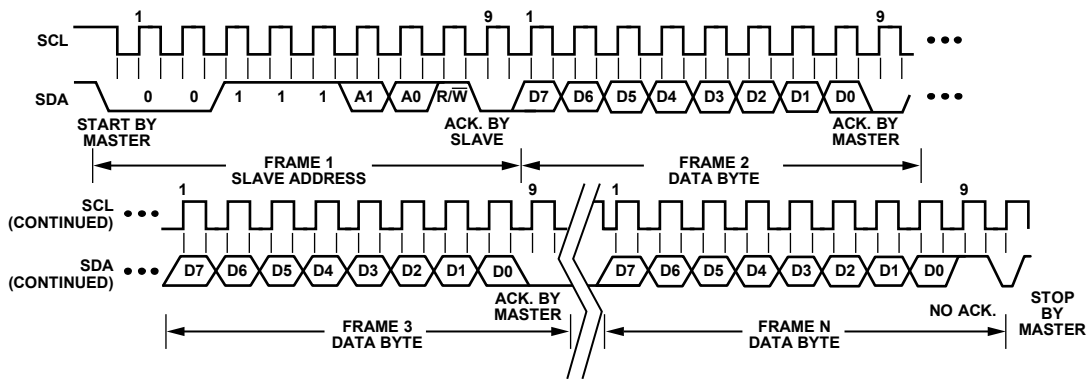 1 9 1 9
SCL •••
SDA 0 0 1 1 1 A1 A0 R/W̅ D7 D6 D5 D4 D3 D2 D1 D0 •••
START BY MASTER
ACK. BY SLAVE
ACK. BY MASTER
FRAME 1
SLAVE ADDRESS
FRAME 2
DATA BYTE
1 9 1 9
SCL
(CONTINUED) •••
SDA
(CONTINUED) ••• D7 D6 D5 D4 D3 D2 D1 D0 D7 D6 D5 D4 D3 D2 D1 D0
ACK. BY
MASTER
NO ACK.
STOP
BY
MASTER
FRAME 3
DATA BYTE
FRAME N
DATA BYTE